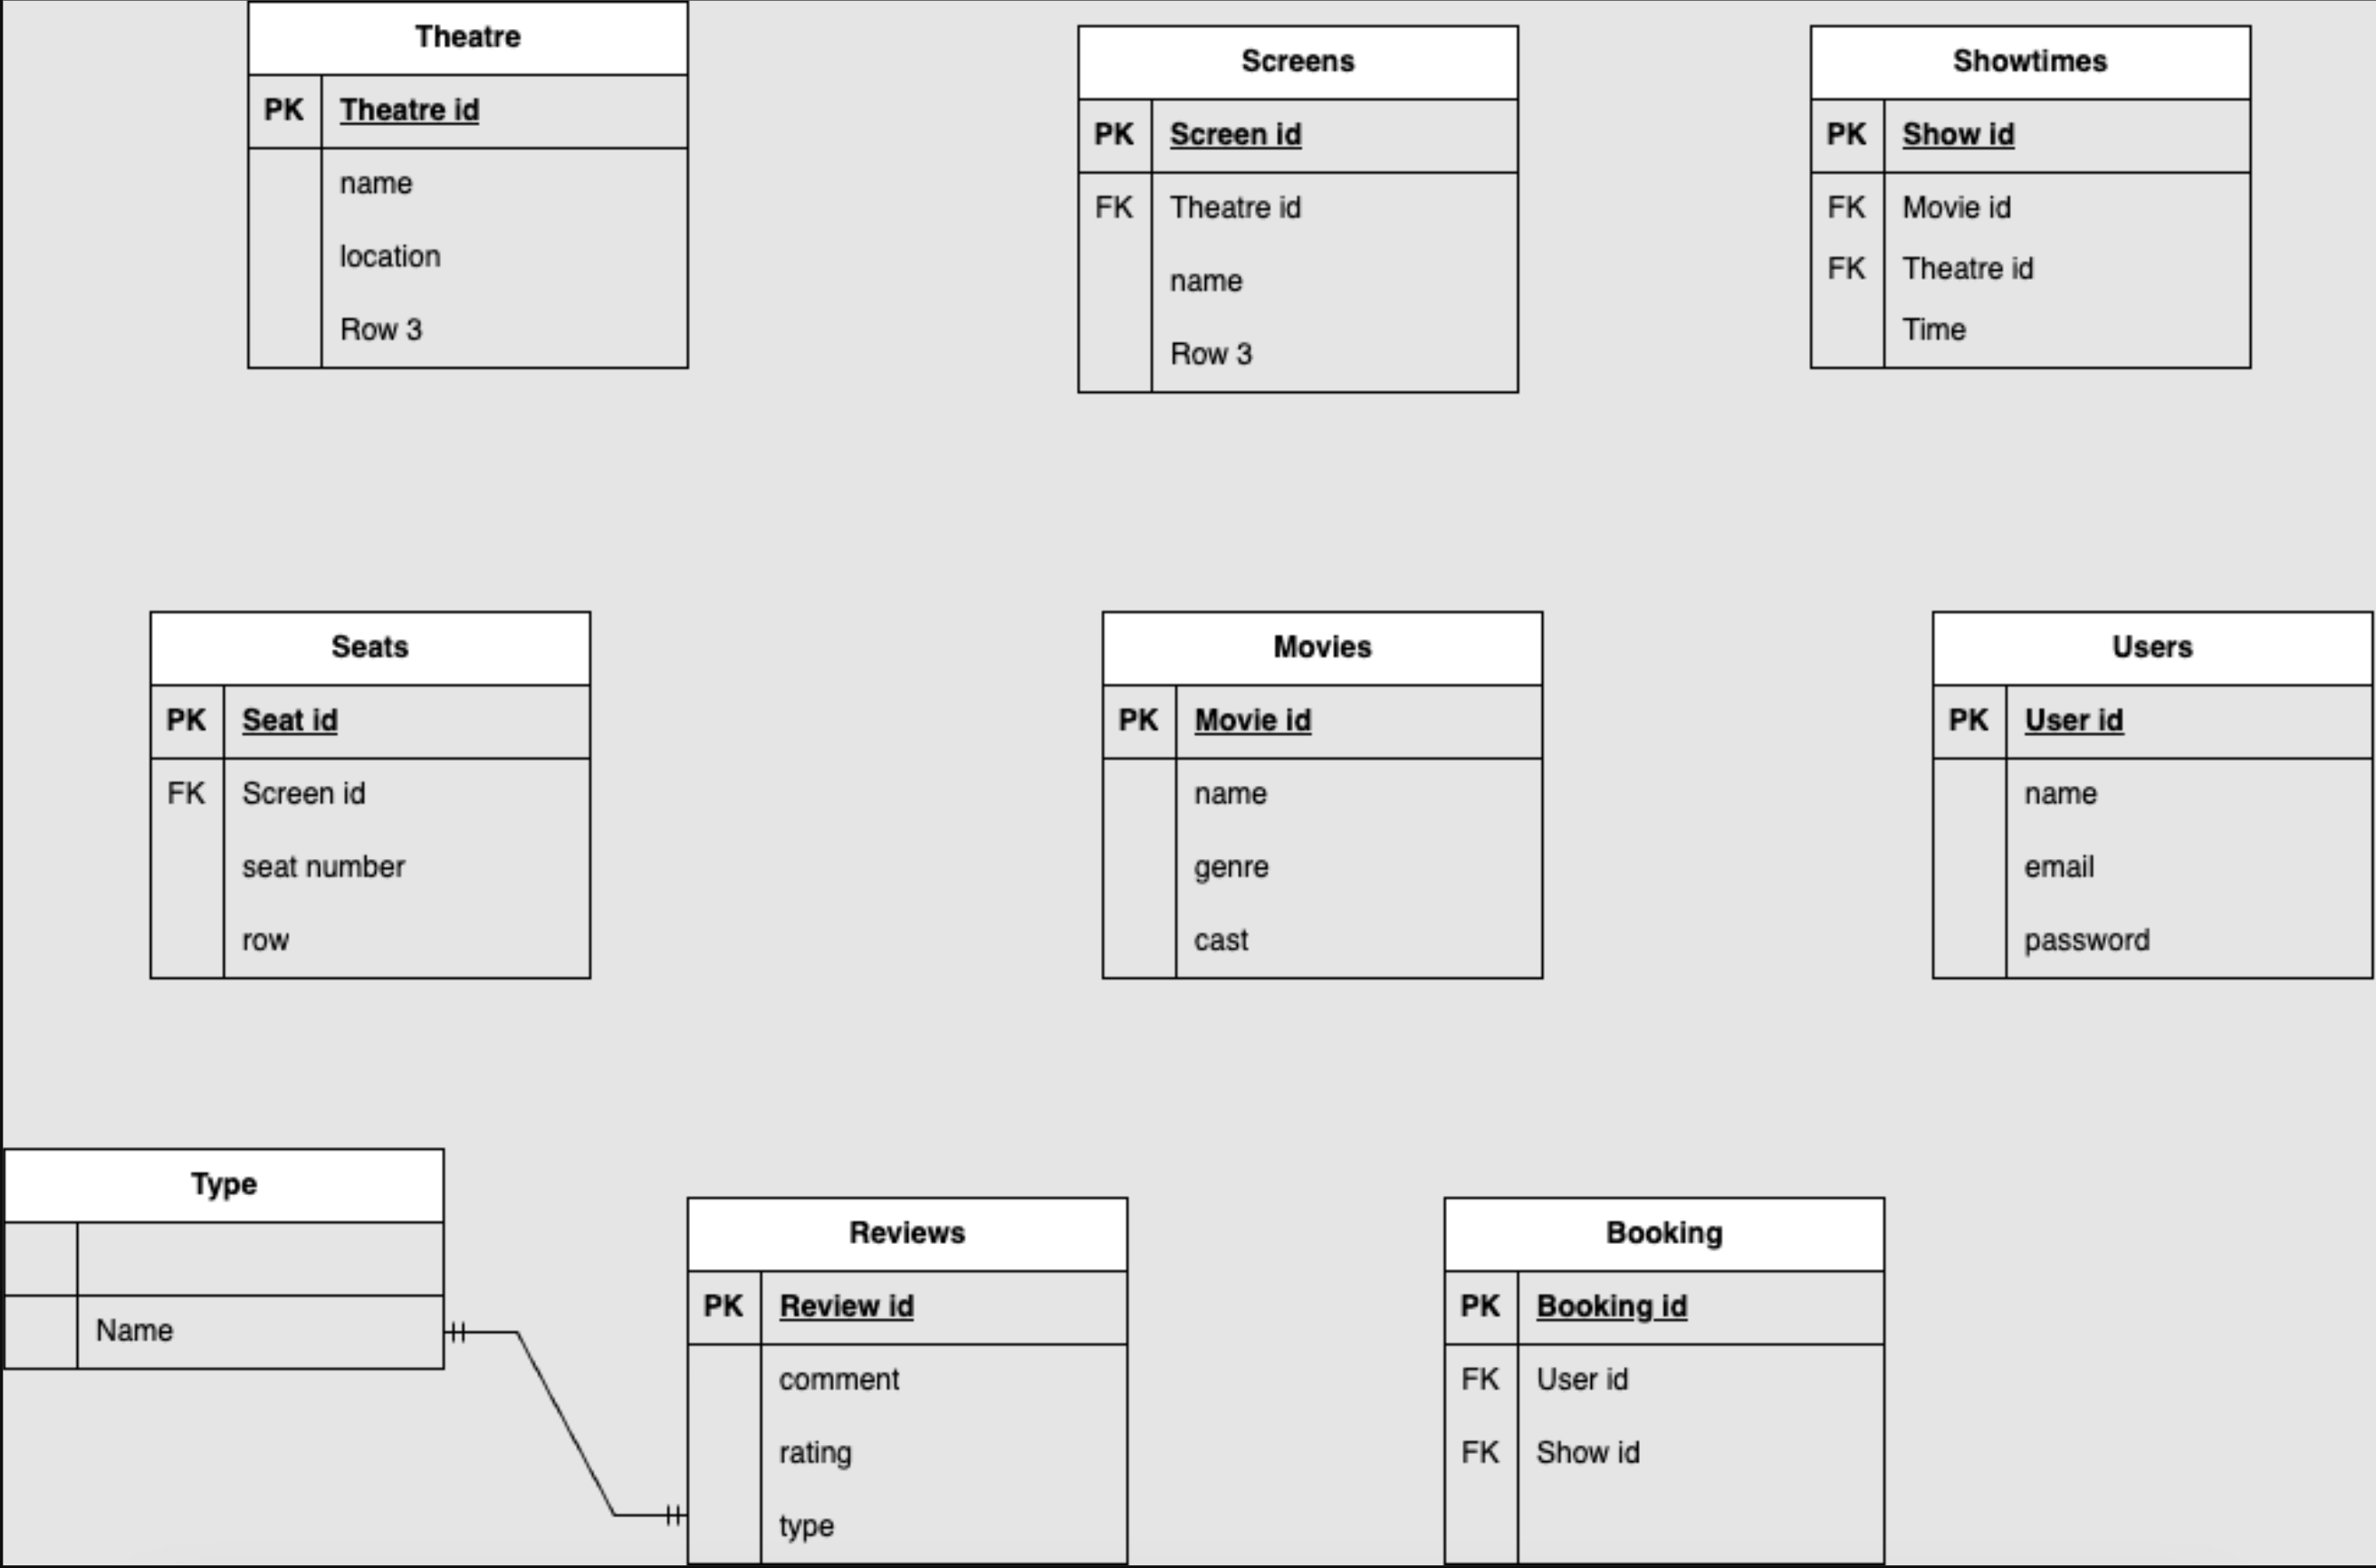 Theatre
PK Theatre id
name
location
Row 3
Screens
PK Screen id
FK Theatre id
name
Row 3
Showtimes
PK Show id
FK Movie id
FK Theatre id
Time
Seats
PK Seat id
FK Screen id
seat number
row
Movies
PK Movie id
name
genre
cast
Users
PK User id
name
email
password
Type
Name
Reviews
PK Review id
comment
rating
type
Booking
PK Booking id
FK User id
FK Show id